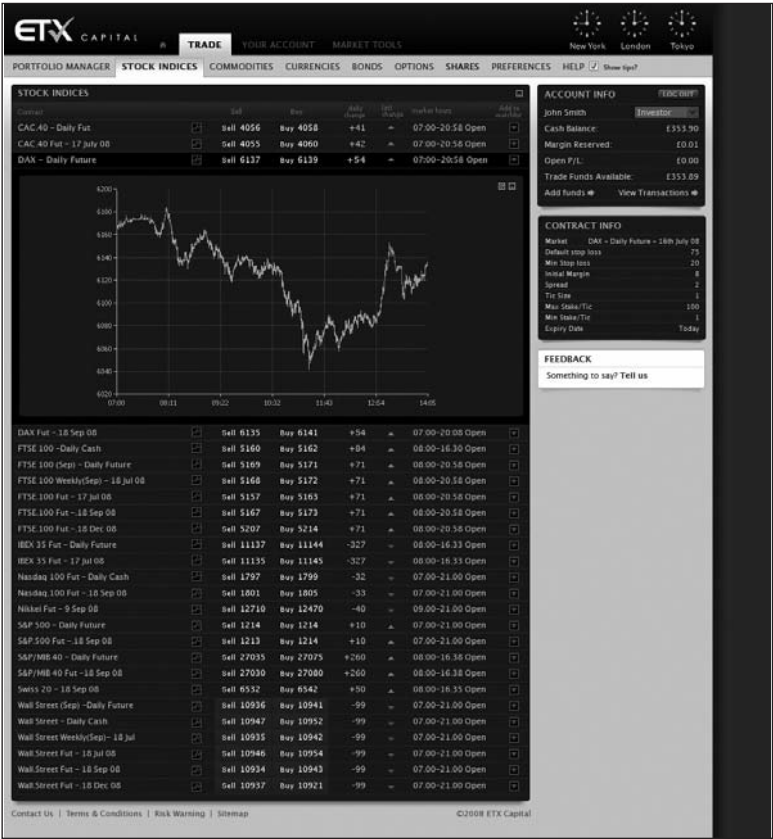 ETX CAPITAL
TRADE YOUR ACCOUNT MARKET TOOLS
New York London Tokyo
PORTFOLIO MANAGER STOCK INDICES COMMODITIES CURRENCIES BONDS OPTIONS SHARES PREFERENCES HELP Show tips?
STOCK INDICES
Contract Sell Buy daily change last change market hours Add to watchlist
CAC.40 - Daily Fut Sell 4056 Buy 4058 +41 07:00-20:58 Open
CAC.40 Fut - 17 July 08 Sell 4055 Buy 4060 +42 07:00-20:58 Open
DAX - Daily Future Sell 6137 Buy 6139 +54 07:00-20:58 Open
6200
6180
6160
6140
6120
6100
6080
6060
6040
6020
07:00 08:11 09:22 10:32 11:43 12:54 14:05
DAX Fut -.18 Sep 08 Sell 6135 Buy 6141 +54 07:00-20:08 Open
FTSE 100 -Daily Cash Sell 5160 Buy 5162 +84 08:00-16.30 Open
FTSE 100 (Sep) - Daily Future Sell 5169 Buy 5171 +71 08:00-20.58 Open
FTSE 100 Weekly(Sep) - 18 Jul 08 Sell 5168 Buy 5172 +71 08:00-20.58 Open
FTSE.100 Fut - 17 Jul 08 Sell 5157 Buy 5163 +71 08:00-20.58 Open
FTSE.100 Fut -.18 Sep 08 Sell 5167 Buy 5173 +71 08:00-20.58 Open
FTSE.100 Fut -.18 Dec 08 Sell 5207 Buy 5214 +71 08:00-20.58 Open
IBEX 35 Fut - Daily Future Sell 11137 Buy 11144 -327 08:00-16.33 Open
IBEX 35 Fut - 17 Jul 08 Sell 11135 Buy 11145 -327 08:00-16.33 Open
Nasdaq 100 Fut - Daily Cash Sell 1797 Buy 1799 -32 07.00-21.00 Open
Nasdaq.100 Fut -.18 Sep 08 Sell 1801 Buy 1805 -33 07.00-21.00 Open
Nikkei Fut - 9 Sep 08 Sell 12710 Buy 12470 -40 09.00-21.00 Open
S&P 500 - Daily Future Sell 1214 Buy 1214 +10 07.00-21.00 Open
S&P.500 Fut -.18 Sep 08 Sell 1213 Buy 1214 +10 07.00-21.00 Open
S&P/MIB 40 - Daily Future Sell 27035 Buy 27075 +260 08:00-16.38 Open
S&P/MIB 40 Fut -18 Sep 08 Sell 27030 Buy 27080 +260 08:00-16.38 Open
Swiss 20 - 18 Sep 08 Sell 6532 Buy 6542 +50 08:00-16.35 Open
Wall Street (Sep) -Daily Future Sell 10936 Buy 10941 -99 07.00-21.00 Open
Wall Street - Daily Cash Sell 10947 Buy 10952 -99 07.00-21.00 Open
Wall Street Weekly(Sep)- 18 Jul Sell 10935 Buy 10942 -99 07.00-21.00 Open
Wall.Street Fut - 18 Jul 08 Sell 10946 Buy 10954 -99 07.00-21.00 Open
Wall.Street Fut - 18 Sep 08 Sell 10934 Buy 10943 -99 07.00-21.00 Open
Wall.Street Fut -.18 Dec 08 Sell 10937 Buy 10921 -99 07.00-21.00 Open
ACCOUNT INFO LOG OUT
John Smith Investor
Cash Balance: £353.90
Margin Reserved: £0.01
Open P/L: £0.00
Trade Funds Available: £353.89
Add funds View Transactions
CONTRACT INFO
Market DAX - Daily Future - 16th July 08
Default stop loss 75
Min Stop loss 20
Initial Margin 8
Spread 2
Tic Size 1
Max Stake/Tic 100
Min Stake/Tic 1
Expiry Date Today
FEEDBACK
Something to say? Tell us
Contact Us | Terms & Conditions | Risk Warning | Sitemap ©2008 ETX Capital